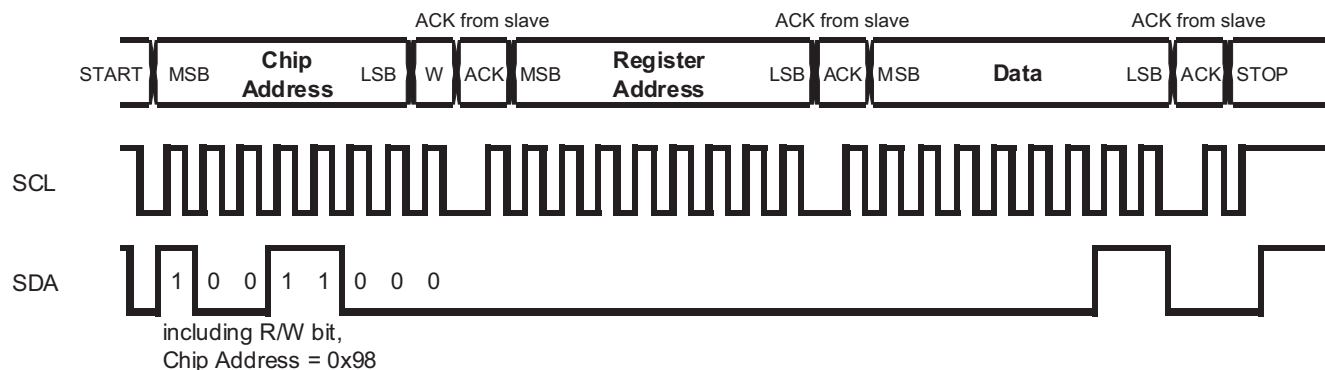 ACK from slave ACK from slave ACK from slave
START MSB Chip Address LSB W ACK MSB Register Address LSB ACK MSB Data LSB ACK STOP
SCL
SDA 1 0 0 1 1 0 0 0
including R/W bit,
Chip Address = 0x98